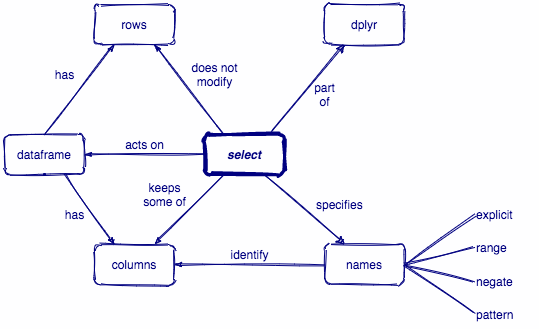 rows
dplyr
has
does not
modify
part
of
dataframe
acts on
select
has
keeps
some of
specifies
columns
identify
names
explicit
range
negate
pattern